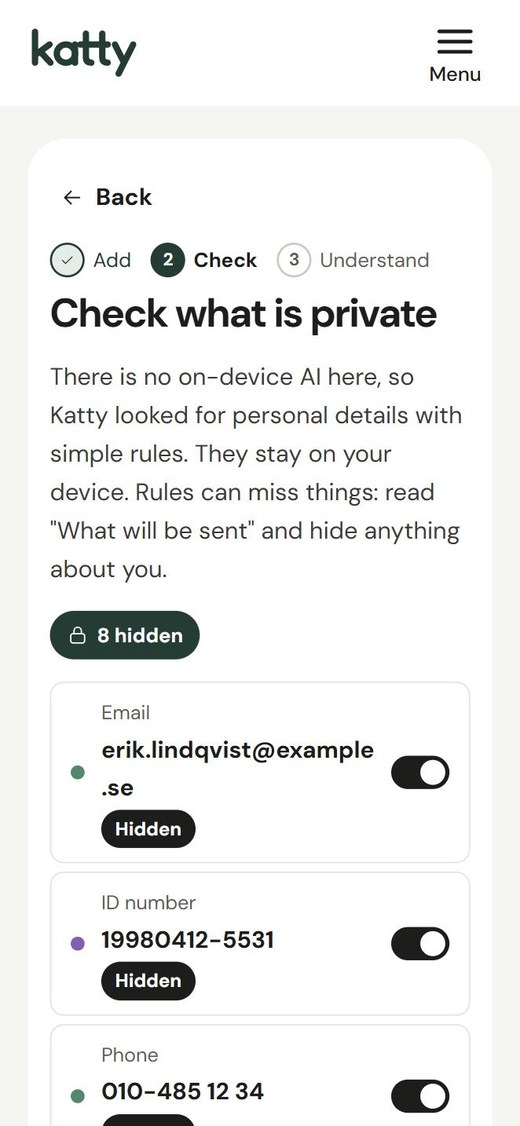 katty
Menu
← Back
Add 2 Check 3 Understand
Check what is private
There is no on-device AI here, so
Katty looked for personal details with
simple rules. They stay on your
device. Rules can miss things: read
"What will be sent" and hide anything
about you.
8 hidden
Email
erik.lindqvist@example
.se
Hidden
ID number
19980412-5531
Hidden
Phone
010-485 12 34